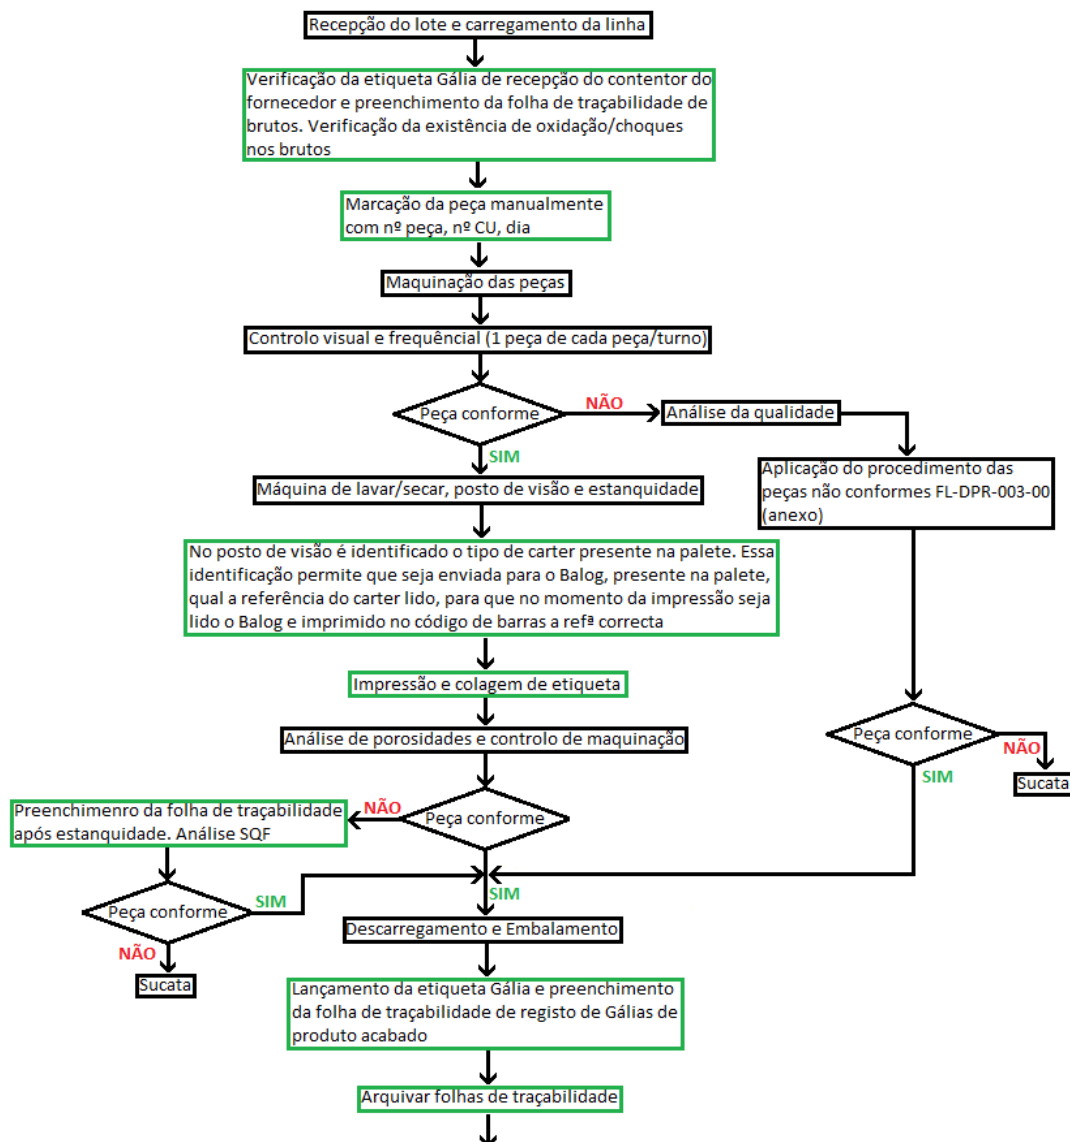 Recepção do lote e carregamento da linha
Verificação da etiqueta Gália de recepção do contentor do
fornecedor e preenchimento da folha de traçabilidade de
brutos. Verificação da existência de oxidação/choques
nos brutos
Marcação da peça manualmente
com nº peça, nº CU, dia
Maquinação das peças
Controlo visual e frequêncial (1 peça de cada peça/turno)
Peça conforme
NÃO
Análise da qualidade
SIM
Aplicação do procedimento das
peças não conformes FL-DPR-003-00
(anexo)
Máquina de lavar/secar, posto de visão e estanquidade
No posto de visão é identificado o tipo de carter presente na palete. Essa
identificação permite que seja enviada para o Balog, presente na palete,
qual a referência do carter lido, para que no momento da impressão seja
lido o Balog e imprimido no código de barras a refª correcta
Impressão e colagem de etiqueta
Análise de porosidades e controlo de maquinação
Peça conforme
NÃO
SIM
Sucata
Peça conforme
NÃO
Preenchimenro da folha de traçabilidade
após estanquidade. Análise SQF
SIM
Peça conforme
SIM
NÃO
Sucata
Descarregamento e Embalamento
Lançamento da etiqueta Gália e preenchimento
da folha de traçabilidade de registo de Gálias de
produto acabado
Arquivar folhas de traçabilidade